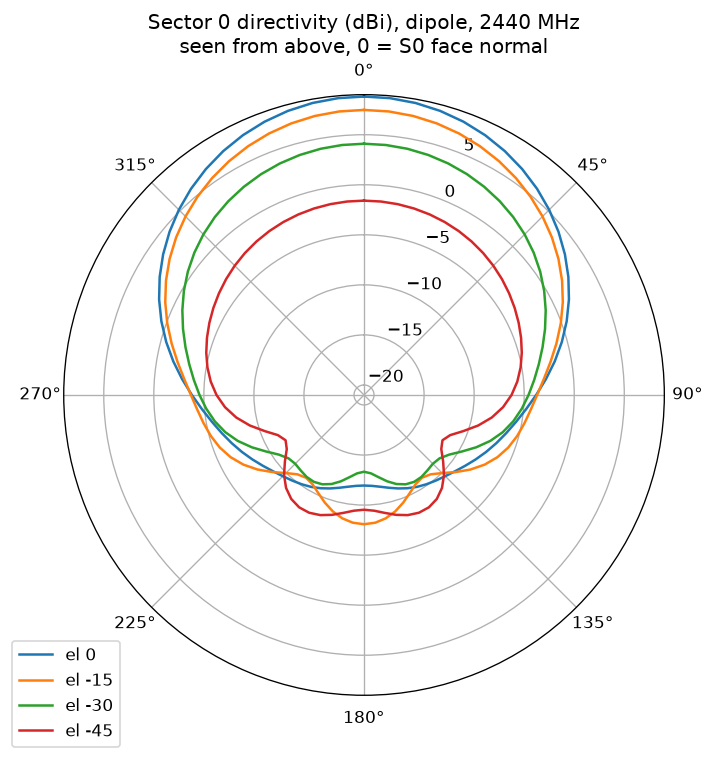 Sector 0 directivity (dBi), dipole, 2440 MHz
seen from above, 0 = S0 face normal
0°
315°
45°
5
0
−5
−10
−15
−20
270°
90°
225°
135°
180°
el 0
el -15
el -30
el -45